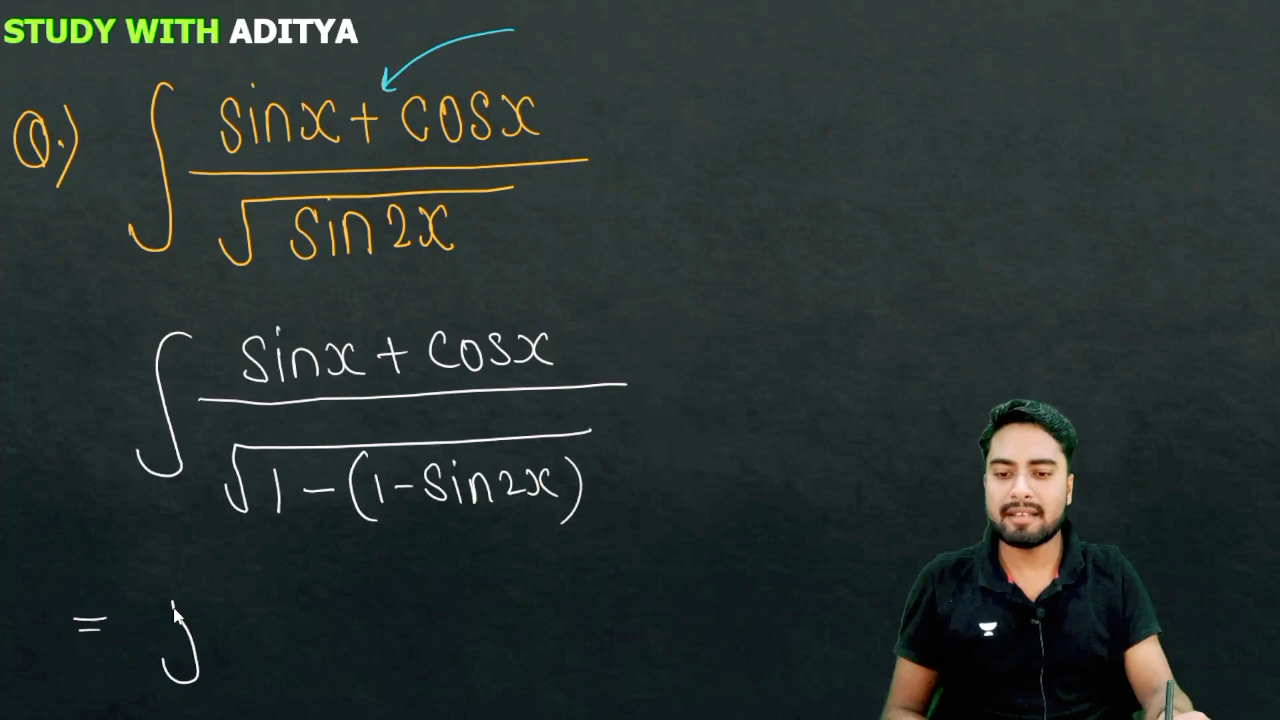 STUDY WITH ADITYA
Q.) ∫ sinx + cosx / √sin2x
∫ sinx + cosx / √1 - (1 - sin2x)
= ∫